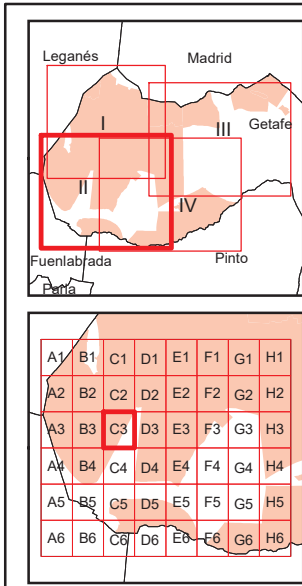 Leganés Madrid
I
III
Getafe
II
IV
Fuenlabrada Pinto
Parla
A1 B1 C1 D1 E1 F1 G1 H1
A2 B2 C2 D2 E2 F2 G2 H2
A3 B3 C3 D3 E3 F3 G3 H3
A4 B4 C4 D4 E4 F4 G4 H4
A5 B5 C5 D5 E5 F5 G5 H5
A6 B6 C6 D6 E6 F6 G6 H6